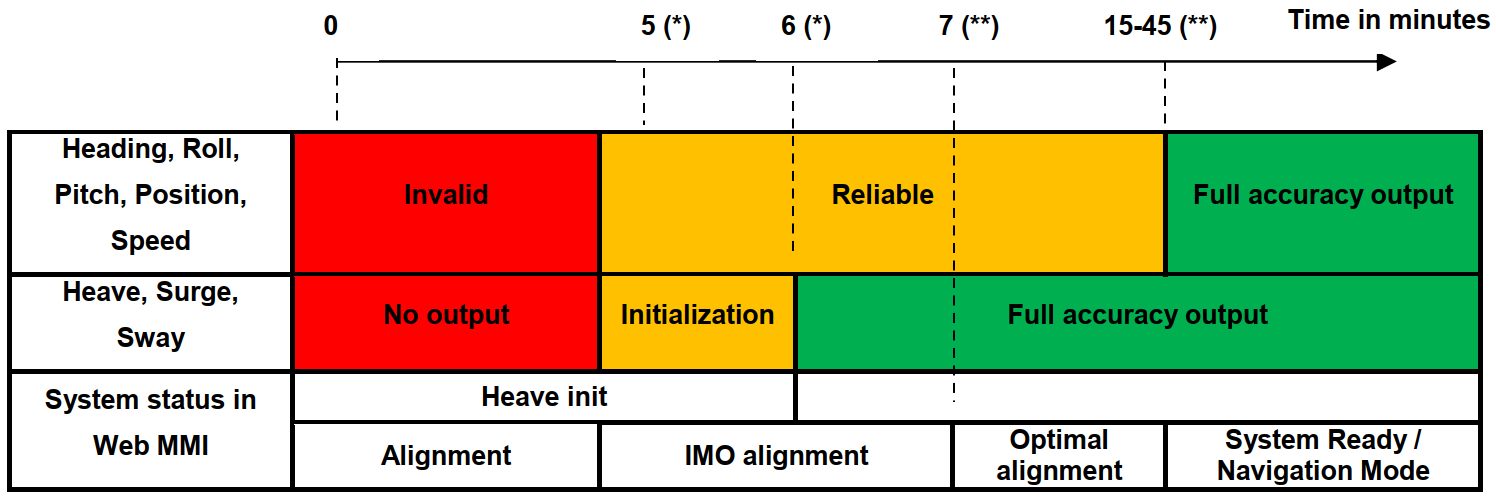 0
5 (*)
6 (*)
7 (**)
15-45 (**)
Time in minutes
Heading, Roll,
Pitch, Position,
Speed
Invalid
Reliable
Full accuracy output
Heave, Surge,
Sway
No output
Initialization
Full accuracy output
System status in
Web MMI
Heave init
Alignment
IMO alignment
Optimal
alignment
System Ready /
Navigation Mode